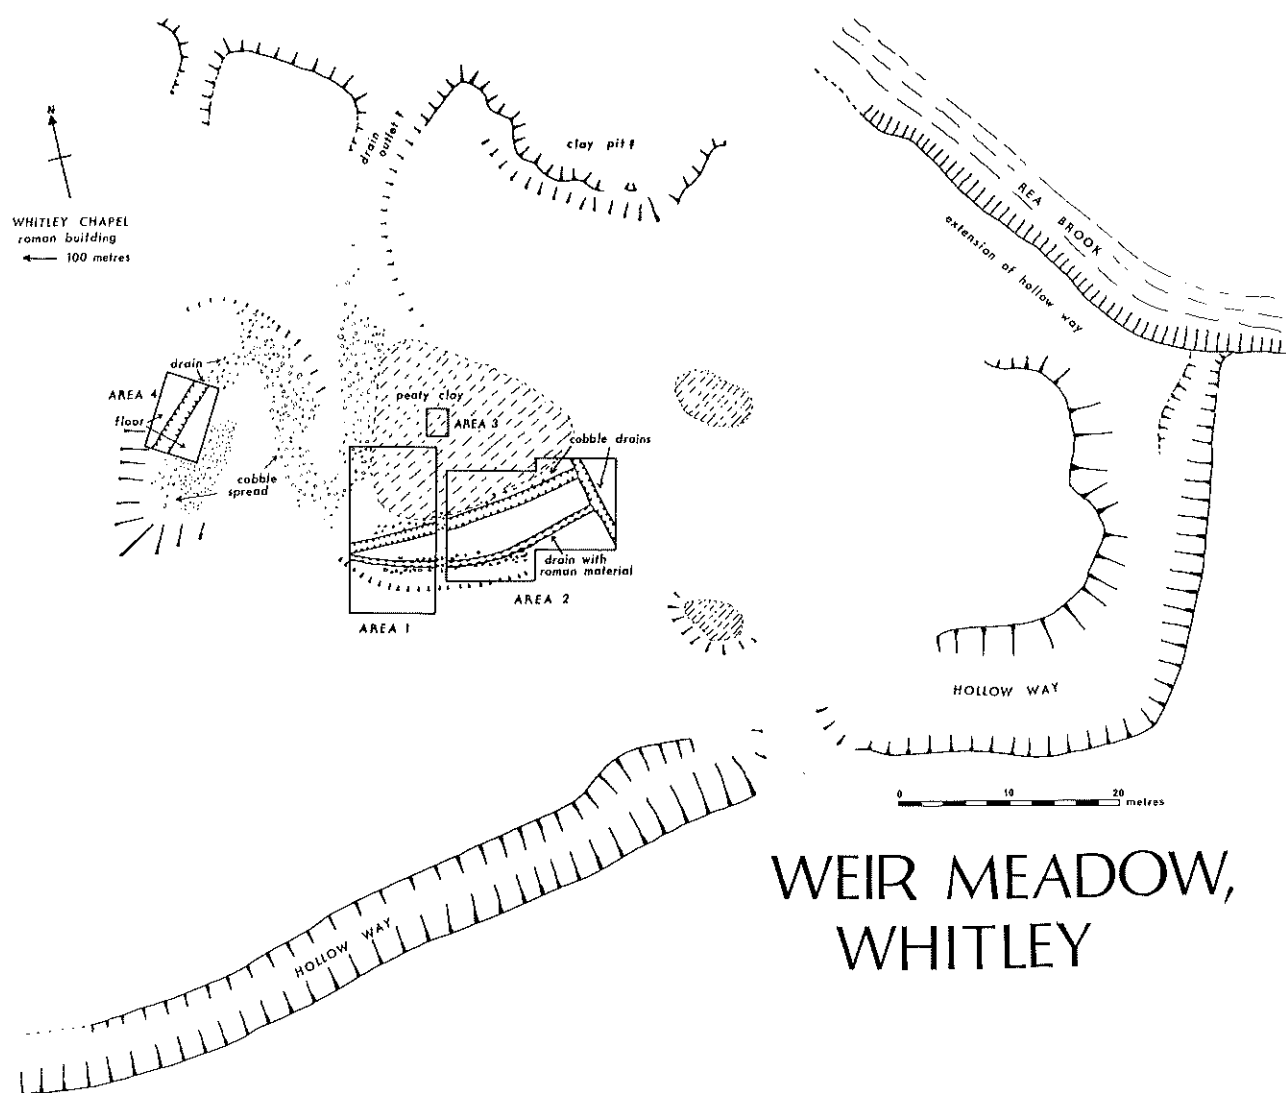 N
WHITLEY CHAPEL
roman building
100 metres
drain
outlet ?
clay pit ?
REA BROOK
extension of hollow way
drain
AREA 4
floor
cobble
spread
peaty clay
AREA 3
cobble drains
drain with
roman material
AREA 2
AREA 1
HOLLOW WAY
0 10 20 metres
HOLLOW WAY
WEIR MEADOW,
WHITLEY